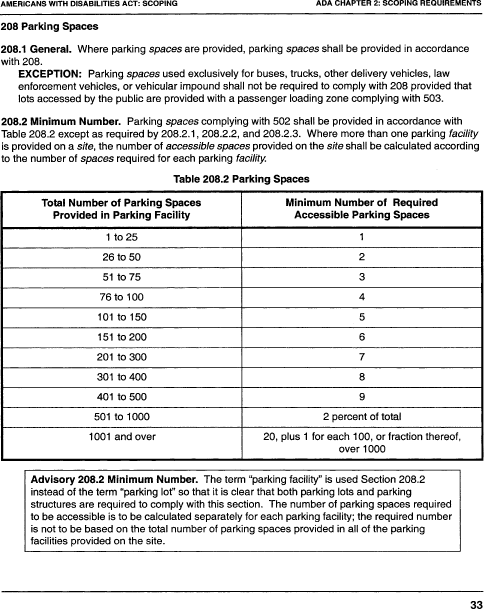 AMERICANS WITH DISABILITIES ACT: SCOPING ADA CHAPTER 2: SCOPING REQUIREMENTS
208 Parking Spaces
208.1 General. Where parking spaces are provided, parking spaces shall be provided in accordance
with 208.
EXCEPTION: Parking spaces used exclusively for buses, trucks, other delivery vehicles, law
enforcement vehicles, or vehicular impound shall not be required to comply with 208 provided that
lots accessed by the public are provided with a passenger loading zone complying with 503.
208.2 Minimum Number. Parking spaces complying with 502 shall be provided in accordance with
Table 208.2 except as required by 208.2.1, 208.2.2, and 208.2.3. Where more than one parking facility
is provided on a site, the number of accessible spaces provided on the site shall be calculated according
to the number of spaces required for each parking facility.
Table 208.2 Parking Spaces
Total Number of Parking Spaces Minimum Number of Required
Provided in Parking Facility Accessible Parking Spaces
1 to 25 1
26 to 50 2
51 to 75 3
76 to 100 4
101 to 150 5
151 to 200 6
201 to 300 7
301 to 400 8
401 to 500 9
501 to 1000 2 percent of total
1001 and over 20, plus 1 for each 100, or fraction thereof,
over 1000
Advisory 208.2 Minimum Number. The term "parking facility" is used Section 208.2
instead of the term "parking lot" so that it is clear that both parking lots and parking
structures are required to comply with this section. The number of parking spaces required
to be accessible is to be calculated separately for each parking facility; the required number
is not to be based on the total number of parking spaces provided in all of the parking
facilities provided on the site.
33